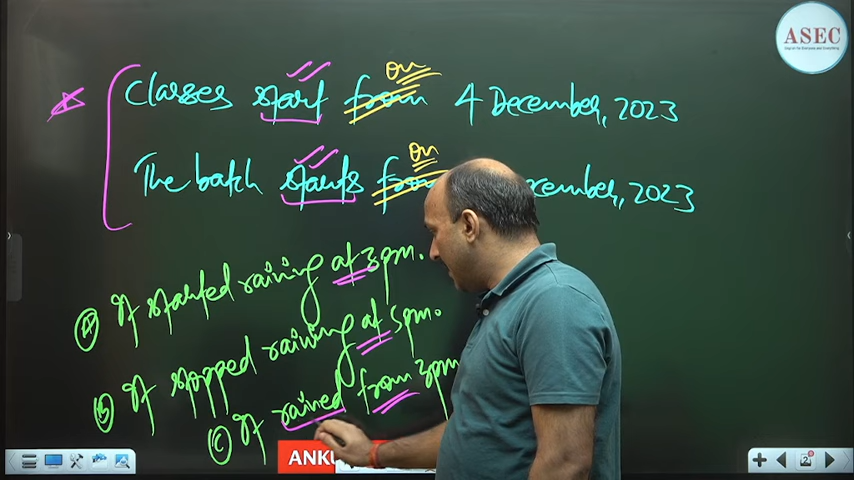 ASEC
on
Classes start from 4 December, 2023
on
The batch starts from December, 2023
(A) It started raining at 3pm.
(B) It stopped raining at 5pm.
(C) It rained from 3pm
ANKU
2